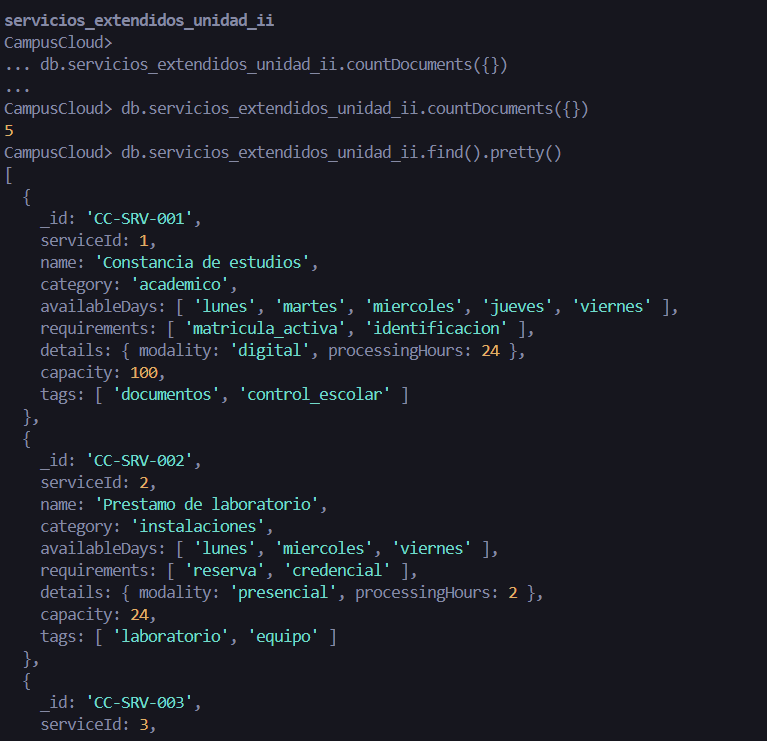 servicios_extendidos_unidad_ii
CampusCloud>
... db.servicios_extendidos_unidad_ii.countDocuments({})
...
CampusCloud> db.servicios_extendidos_unidad_ii.countDocuments({})
5
CampusCloud> db.servicios_extendidos_unidad_ii.find().pretty()
[
  {
    _id: 'CC-SRV-001',
    serviceId: 1,
    name: 'Constancia de estudios',
    category: 'academico',
    availableDays: [ 'lunes', 'martes', 'miercoles', 'jueves', 'viernes' ],
    requirements: [ 'matricula_activa', 'identificacion' ],
    details: { modality: 'digital', processingHours: 24 },
    capacity: 100,
    tags: [ 'documentos', 'control_escolar' ]
  },
  {
    _id: 'CC-SRV-002',
    serviceId: 2,
    name: 'Prestamo de laboratorio',
    category: 'instalaciones',
    availableDays: [ 'lunes', 'miercoles', 'viernes' ],
    requirements: [ 'reserva', 'credencial' ],
    details: { modality: 'presencial', processingHours: 2 },
    capacity: 24,
    tags: [ 'laboratorio', 'equipo' ]
  },
  {
    _id: 'CC-SRV-003',
    serviceId: 3,